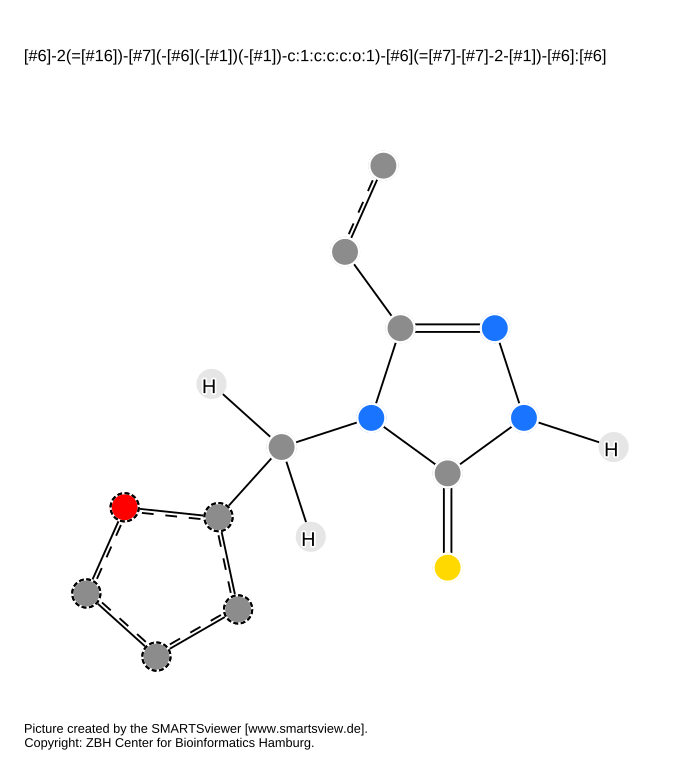 [#6]-2(=[#16])-[#7](-[#6](-[#1])(-[#1])-c:1:c:c:c:o:1)-[#6](=[#7]-[#7]-2-[#1])-[#6]:[#6]
H
H
H
H
Picture created by the SMARTSviewer [www.smartsview.de].
Copyright: ZBH Center for Bioinformatics Hamburg.